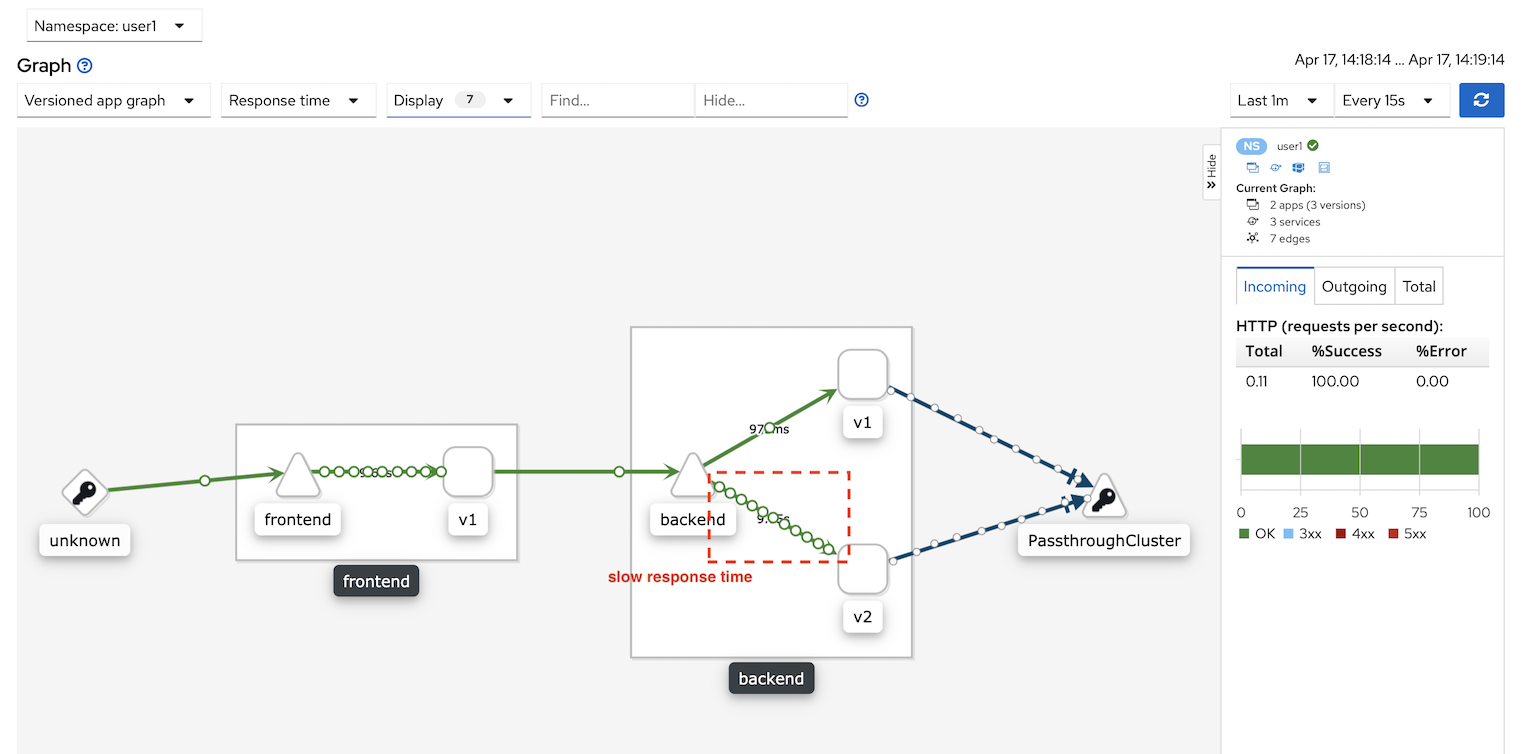 Namespace: user1
Graph
Apr 17, 14:18:14 ... Apr 17, 14:19:14
Versioned app graph
Response time
Display 7
Find...
Hide...
Last 1m
Every 15s
Hide
NS user1
Current Graph:
2 apps (3 versions)
3 services
7 edges
Incoming Outgoing Total
HTTP (requests per second):
Total %Success %Error
0.11 100.00 0.00
0 25 50 75 100
OK 3xx 4xx 5xx
unknown
frontend
v1
frontend
backend
v1
slow response time
v2
backend
PassthroughCluster